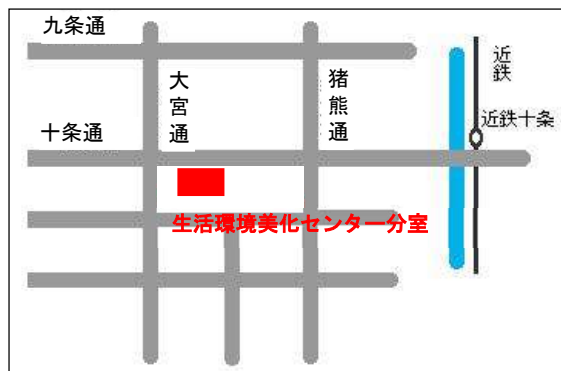 九条通
近鉄
大宮通
猪熊通
近鉄十条
十条通
生活環境美化センター分室